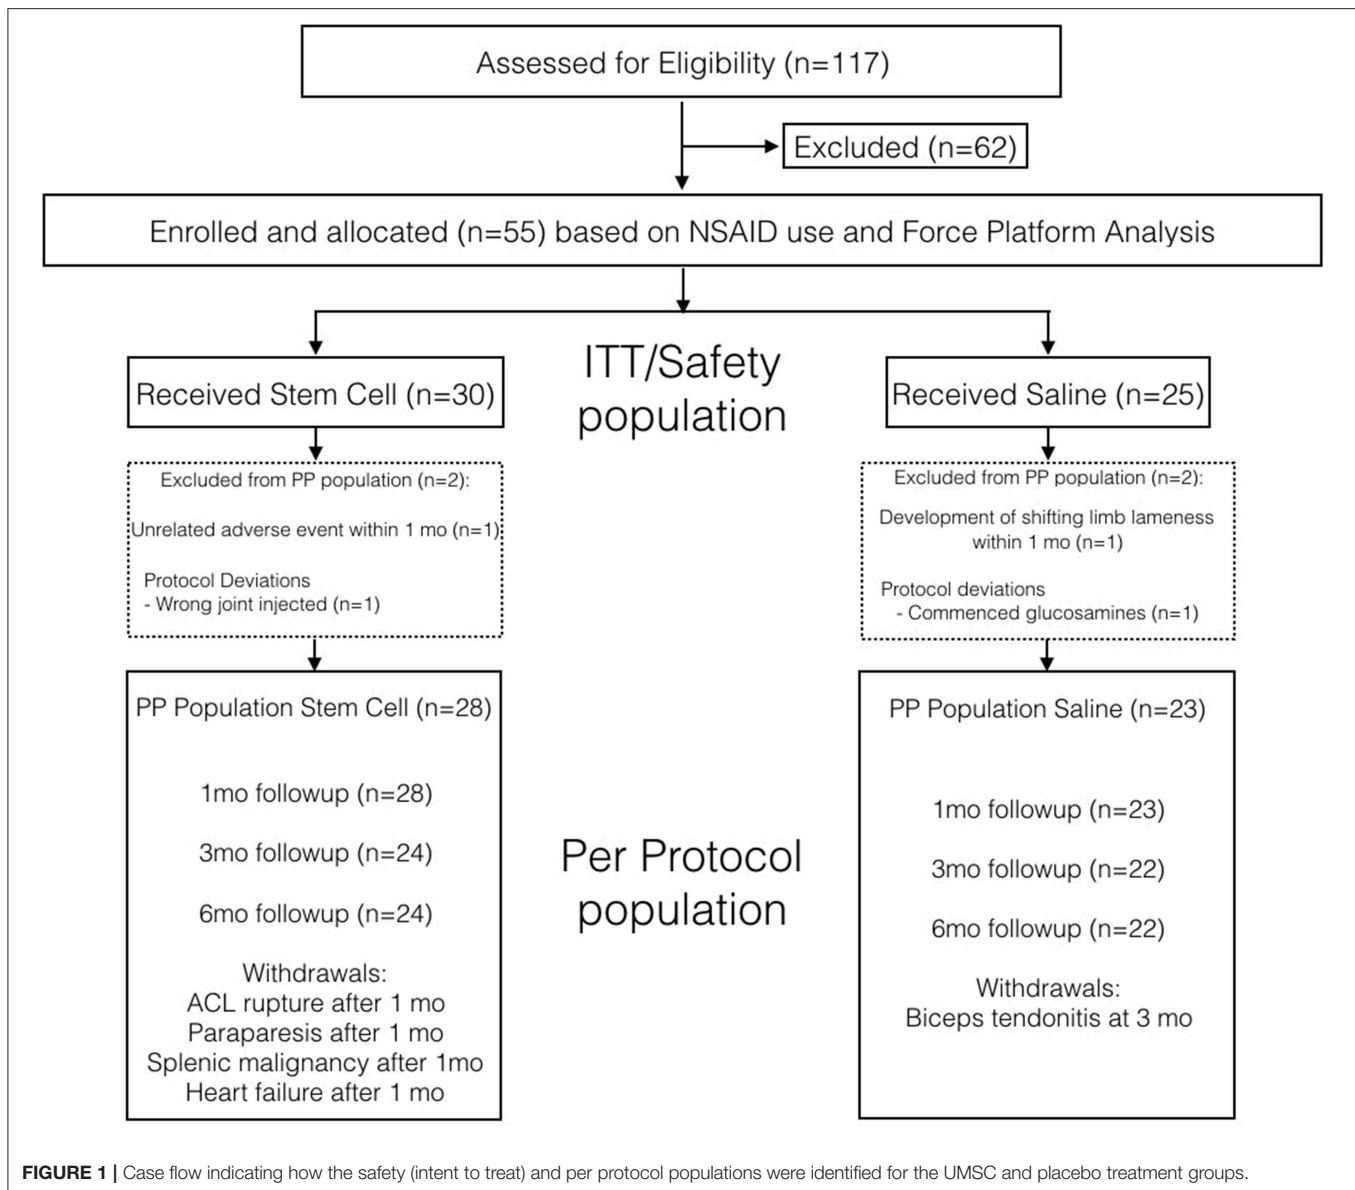 Assessed for Eligibility (n=117)
Excluded (n=62)
Enrolled and allocated (n=55) based on NSAID use and Force Platform Analysis
ITT/Safety
population
Received Stem Cell (n=30)
Received Saline (n=25)
Excluded from PP population (n=2):
Unrelated adverse event within 1 mo (n=1)
Protocol Deviations
- Wrong joint injected (n=1)
Excluded from PP population (n=2):
Development of shifting limb lameness
within 1 mo (n=1)
Protocol deviations
- Commenced glucosamines (n=1)
PP Population Stem Cell (n=28)
1mo followup (n=28)
3mo followup (n=24)
6mo followup (n=24)
Withdrawals:
ACL rupture after 1 mo
Paraparesis after 1 mo
Splenic malignancy after 1mo
Heart failure after 1 mo
Per Protocol
population
PP Population Saline (n=23)
1mo followup (n=23)
3mo followup (n=22)
6mo followup (n=22)
Withdrawals:
Biceps tendonitis at 3 mo
FIGURE 1 | Case flow indicating how the safety (intent to treat) and per protocol populations were identified for the UMSC and placebo treatment groups.